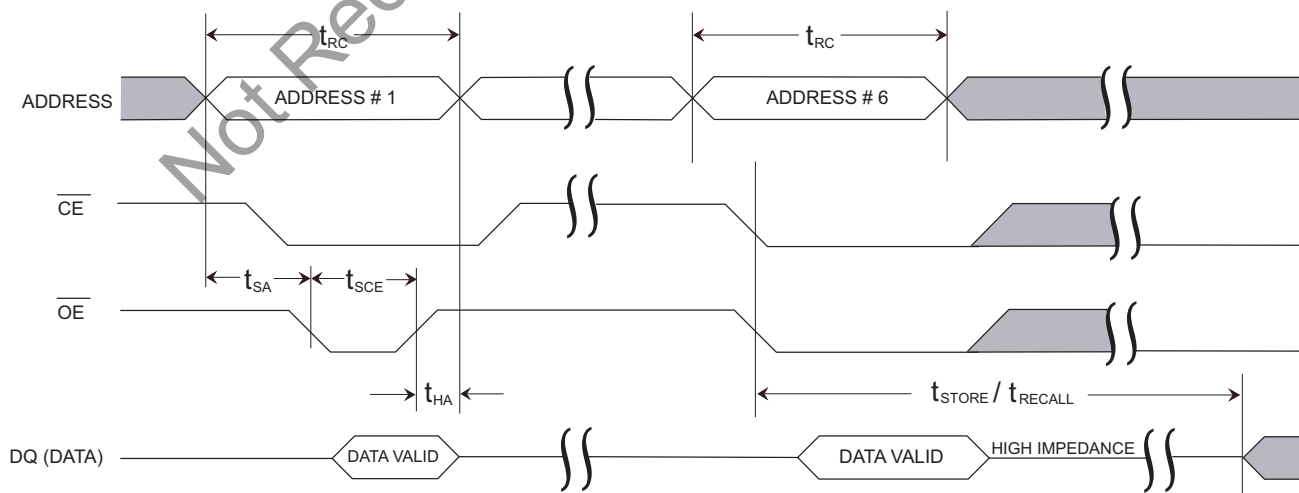 Not Rec
tRC
tRC
ADDRESS
ADDRESS # 1
ADDRESS # 6
CE
tSA
tSCE
OE
tHA
tSTORE / tRECALL
DQ (DATA)
DATA VALID
DATA VALID
HIGH IMPEDANCE